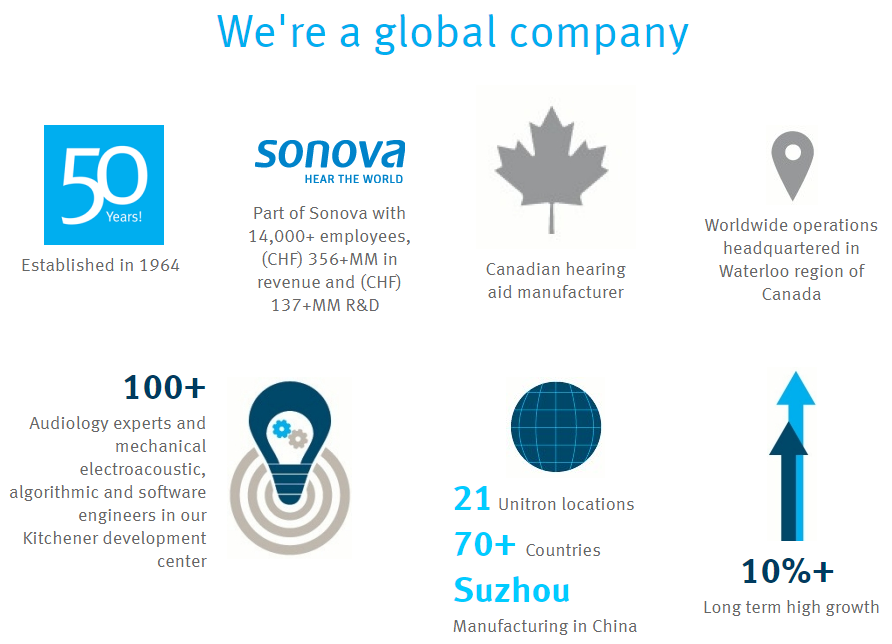 We're a global company
50
Years!
Established in 1964
sonova
HEAR THE WORLD
Part of Sonova with
14,000+ employees,
(CHF) 356+MM in
revenue and (CHF)
137+MM R&D
Canadian hearing
aid manufacturer
Worldwide operations
headquartered in
Waterloo region of
Canada
100+
Audiology experts and
mechanical
electroacoustic,
algorithmic and software
engineers in our
Kitchener development
center
21 Unitron locations
70+ Countries
Suzhou
Manufacturing in China
10%+
Long term high growth